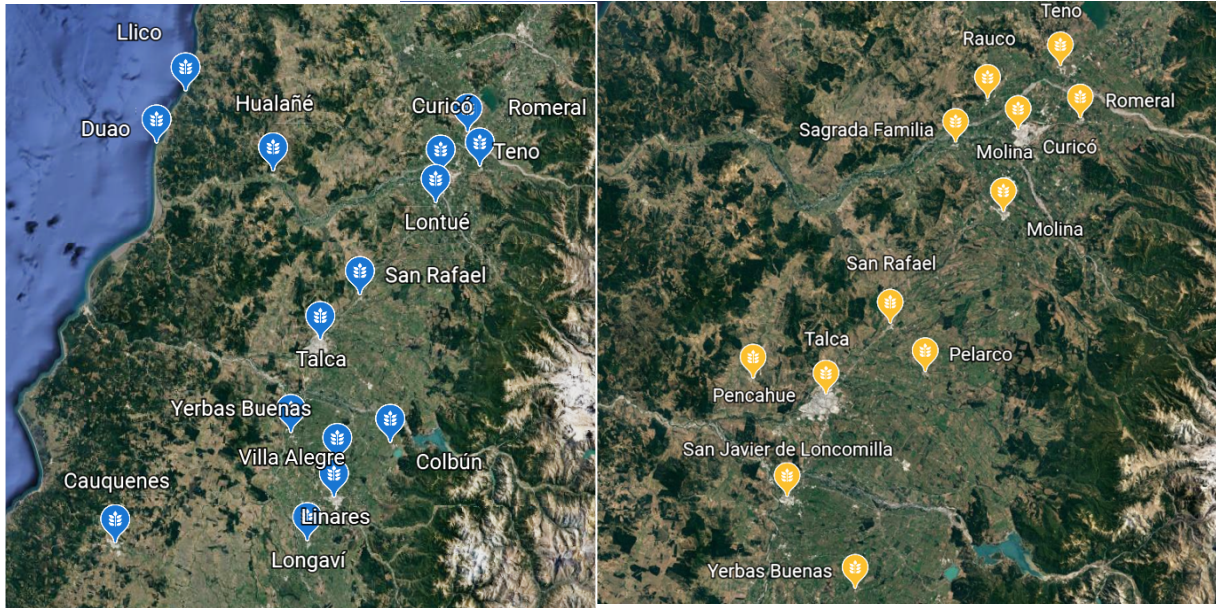 Llico
Hualañé
Curicó
Romeral
Duao
Teno
Lontué
San Rafael
Talca
Yerbas Buenas
Villa Alegre
Colbún
Cauquenes
Linares
Longaví
Teno
Rauco
Romeral
Sagrada Familia
Molina
Curicó
Molina
San Rafael
Talca
Pelarco
Pencahue
San Javier de Loncomilla
Yerbas Buenas